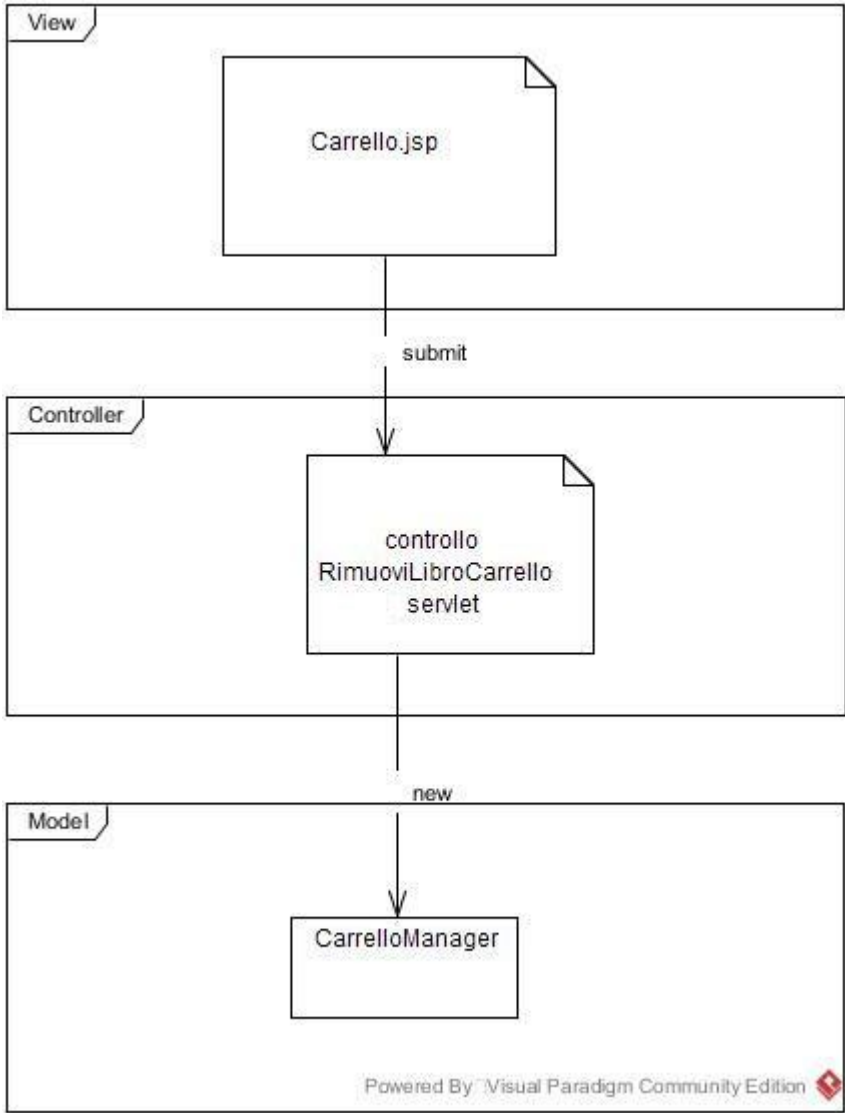 View
Carrello.jsp
submit
Controller
controllo
RimuoviLibroCarrello
servlet
new
Model
CarrelloManager
Powered By Visual Paradigm Community Edition